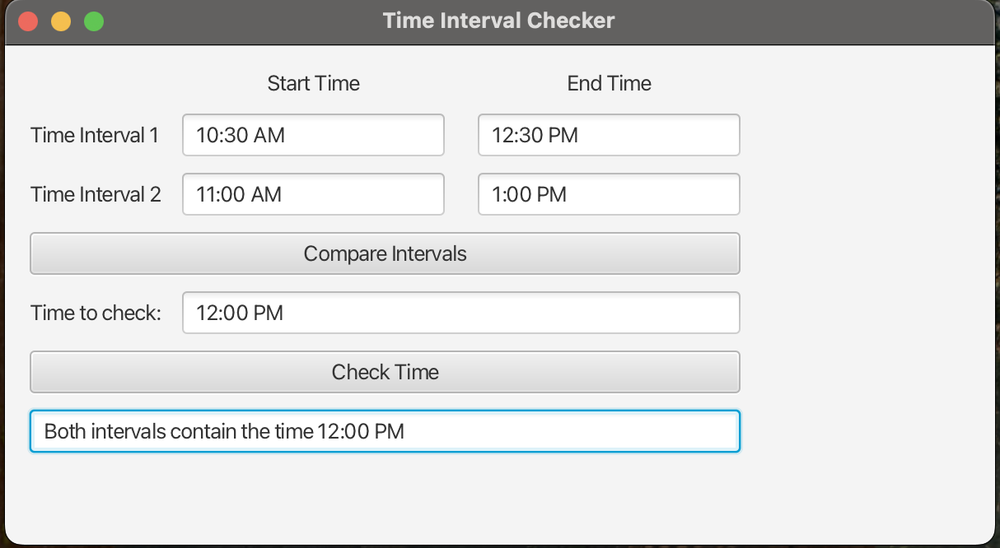 Time Interval Checker
Start Time End Time
Time Interval 1 10:30 AM 12:30 PM
Time Interval 2 11:00 AM 1:00 PM
Compare Intervals
Time to check: 12:00 PM
Check Time
Both intervals contain the time 12:00 PM